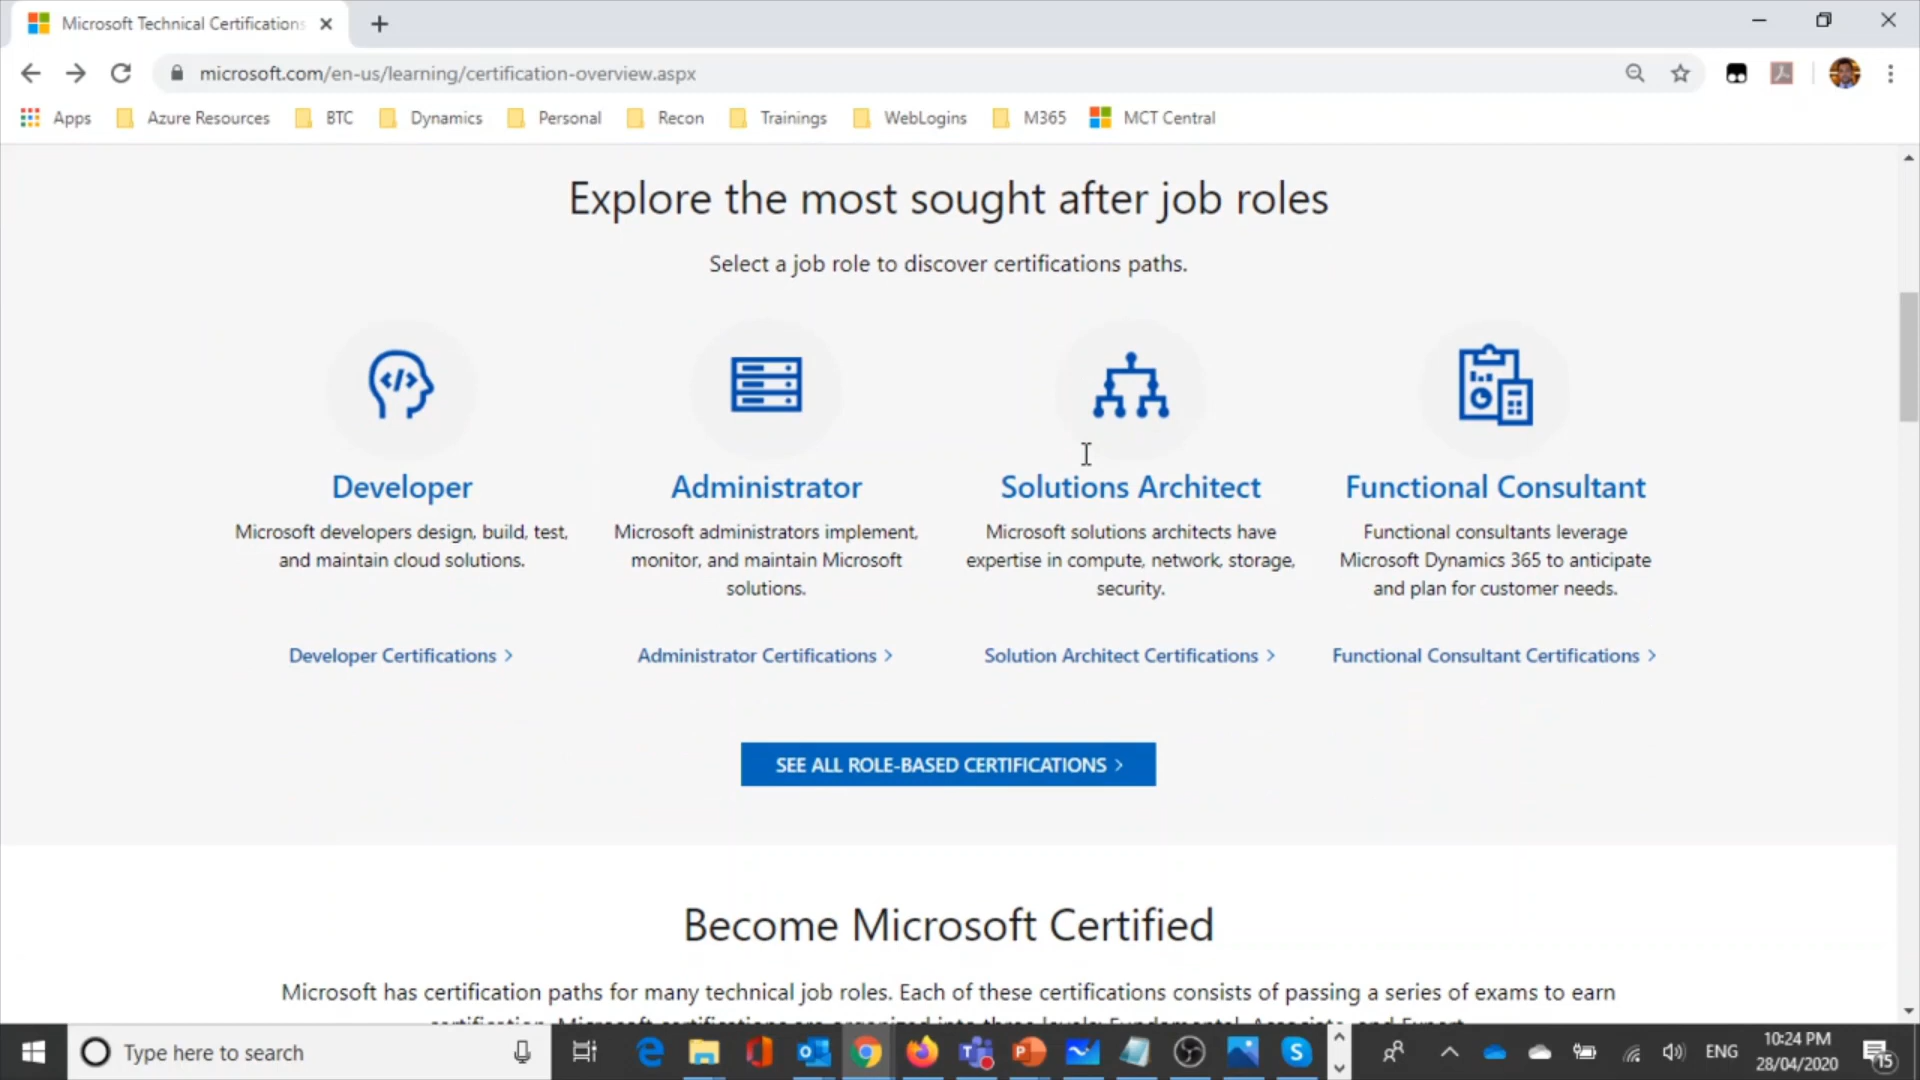 Microsoft Technical Certifications
microsoft.com/en-us/learning/certification-overview.aspx
Apps Azure Resources BTC Dynamics Personal Recon Trainings WebLogins M365 MCT Central
Explore the most sought after job roles
Select a job role to discover certifications paths.
Developer
Microsoft developers design, build, test,
and maintain cloud solutions.
Developer Certifications >
Administrator
Microsoft administrators implement,
monitor, and maintain Microsoft
solutions.
Administrator Certifications >
Solutions Architect
Microsoft solutions architects have
expertise in compute, network, storage,
security.
Solution Architect Certifications >
Functional Consultant
Functional consultants leverage
Microsoft Dynamics 365 to anticipate
and plan for customer needs.
Functional Consultant Certifications >
SEE ALL ROLE-BASED CERTIFICATIONS >
Become Microsoft Certified
Microsoft has certification paths for many technical job roles. Each of these certifications consists of passing a series of exams to earn
Type here to search
ENG
10:24 PM
28/04/2020
15